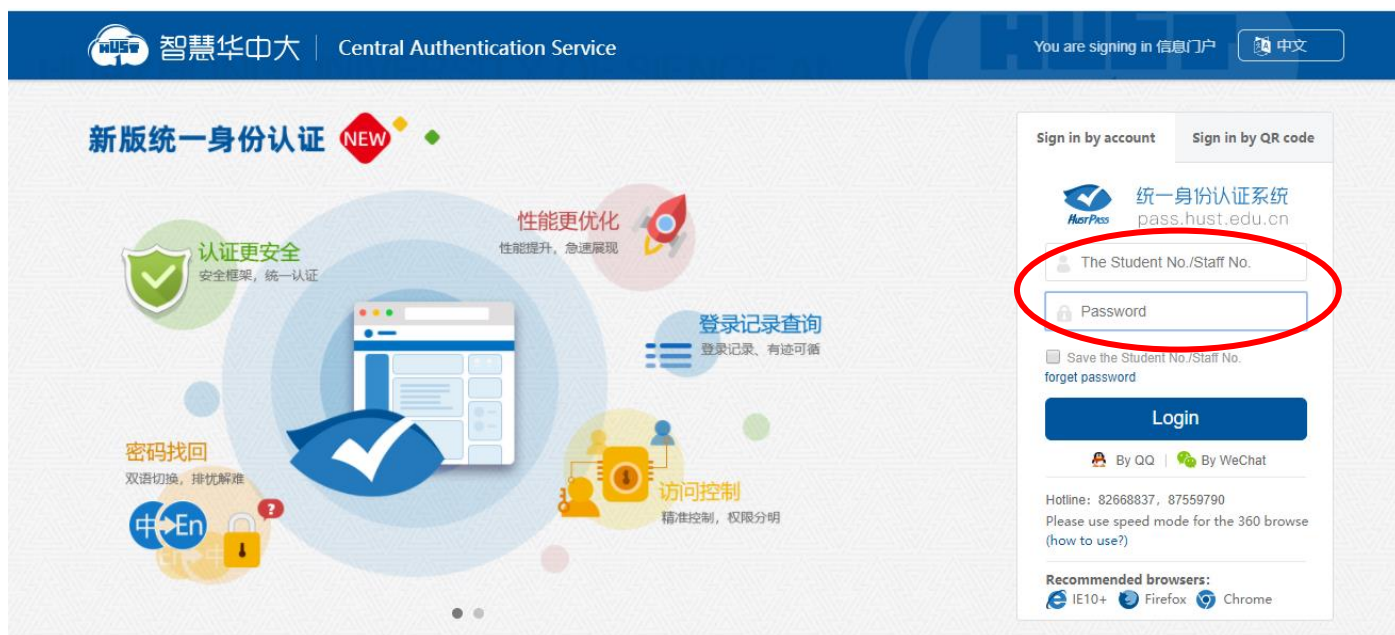 HUST 智慧华中大 | Central Authentication Service
You are signing in 信息门户 中文
新版统一身份认证 NEW
性能更优化
性能提升，急速展现
认证更安全
安全框架，统一认证
登录记录查询
登录记录、有迹可循
密码找回
双语切换，排忧解难
中 En
?
访问控制
精准控制，权限分明
Sign in by account Sign in by QR code
HustPass
统一身份认证系统
pass.hust.edu.cn
The Student No./Staff No.
Password
Save the Student No./Staff No.
forget password
Login
By QQ | By WeChat
Hotline: 82668837, 87559790
Please use speed mode for the 360 browse
(how to use?)
Recommended browsers:
IE10+ Firefox Chrome